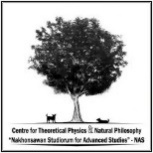 Centre for Theoretical Physics & Natural Philosophy
"Nakhonsawan Studiorum for Advanced Studies" - NAS